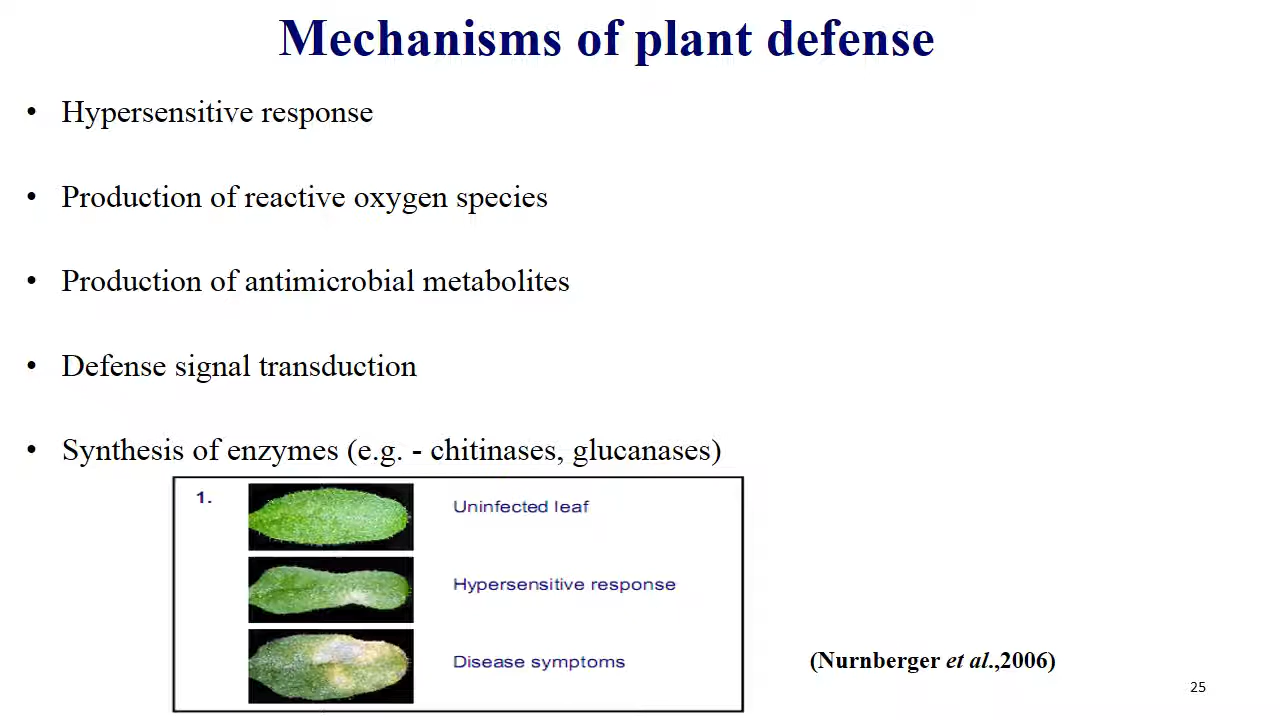 Mechanisms of plant defense
• Hypersensitive response
• Production of reactive oxygen species
• Production of antimicrobial metabolites
• Defense signal transduction
• Synthesis of enzymes (e.g. - chitinases, glucanases)
1.
Uninfected leaf
Hypersensitive response
Disease symptoms
(Nurnberger et al.,2006)
25